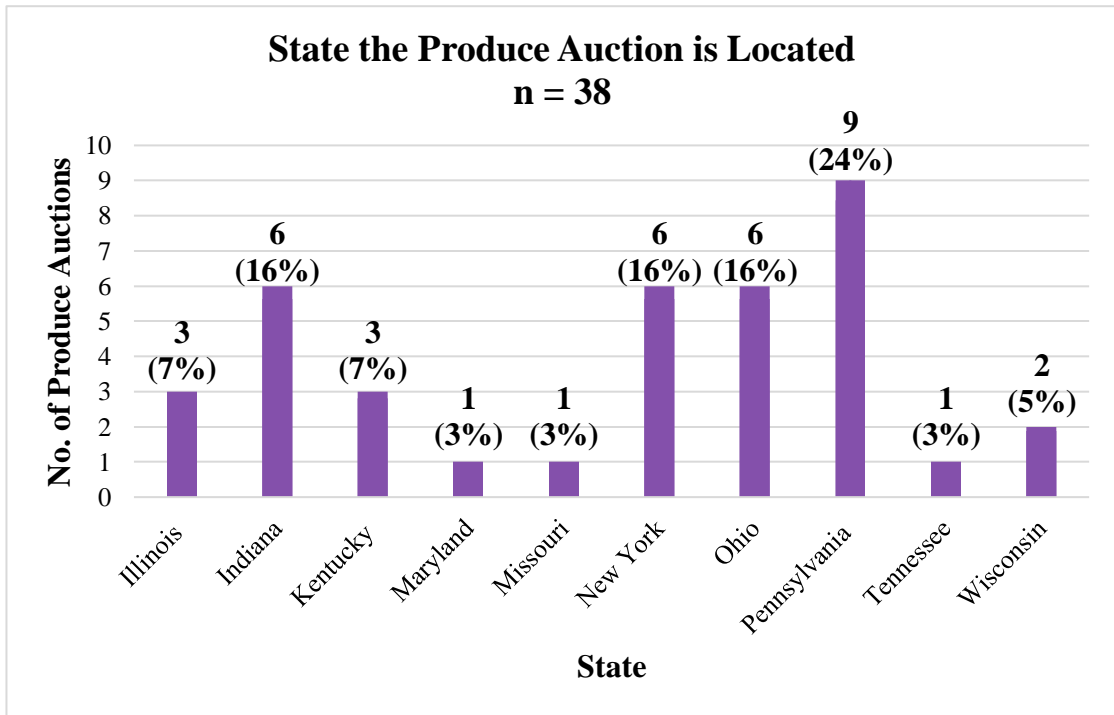 State the Produce Auction is Located
n = 38
No. of Produce Auctions
10
9
8
7
6
5
4
3
2
1
0
3
(7%)
6
(16%)
3
(7%)
1
(3%)
1
(3%)
6
(16%)
6
(16%)
9
(24%)
1
(3%)
2
(5%)
Illinois
Indiana
Kentucky
Maryland
Missouri
New York
Ohio
Pennsylvania
Tennessee
Wisconsin
State